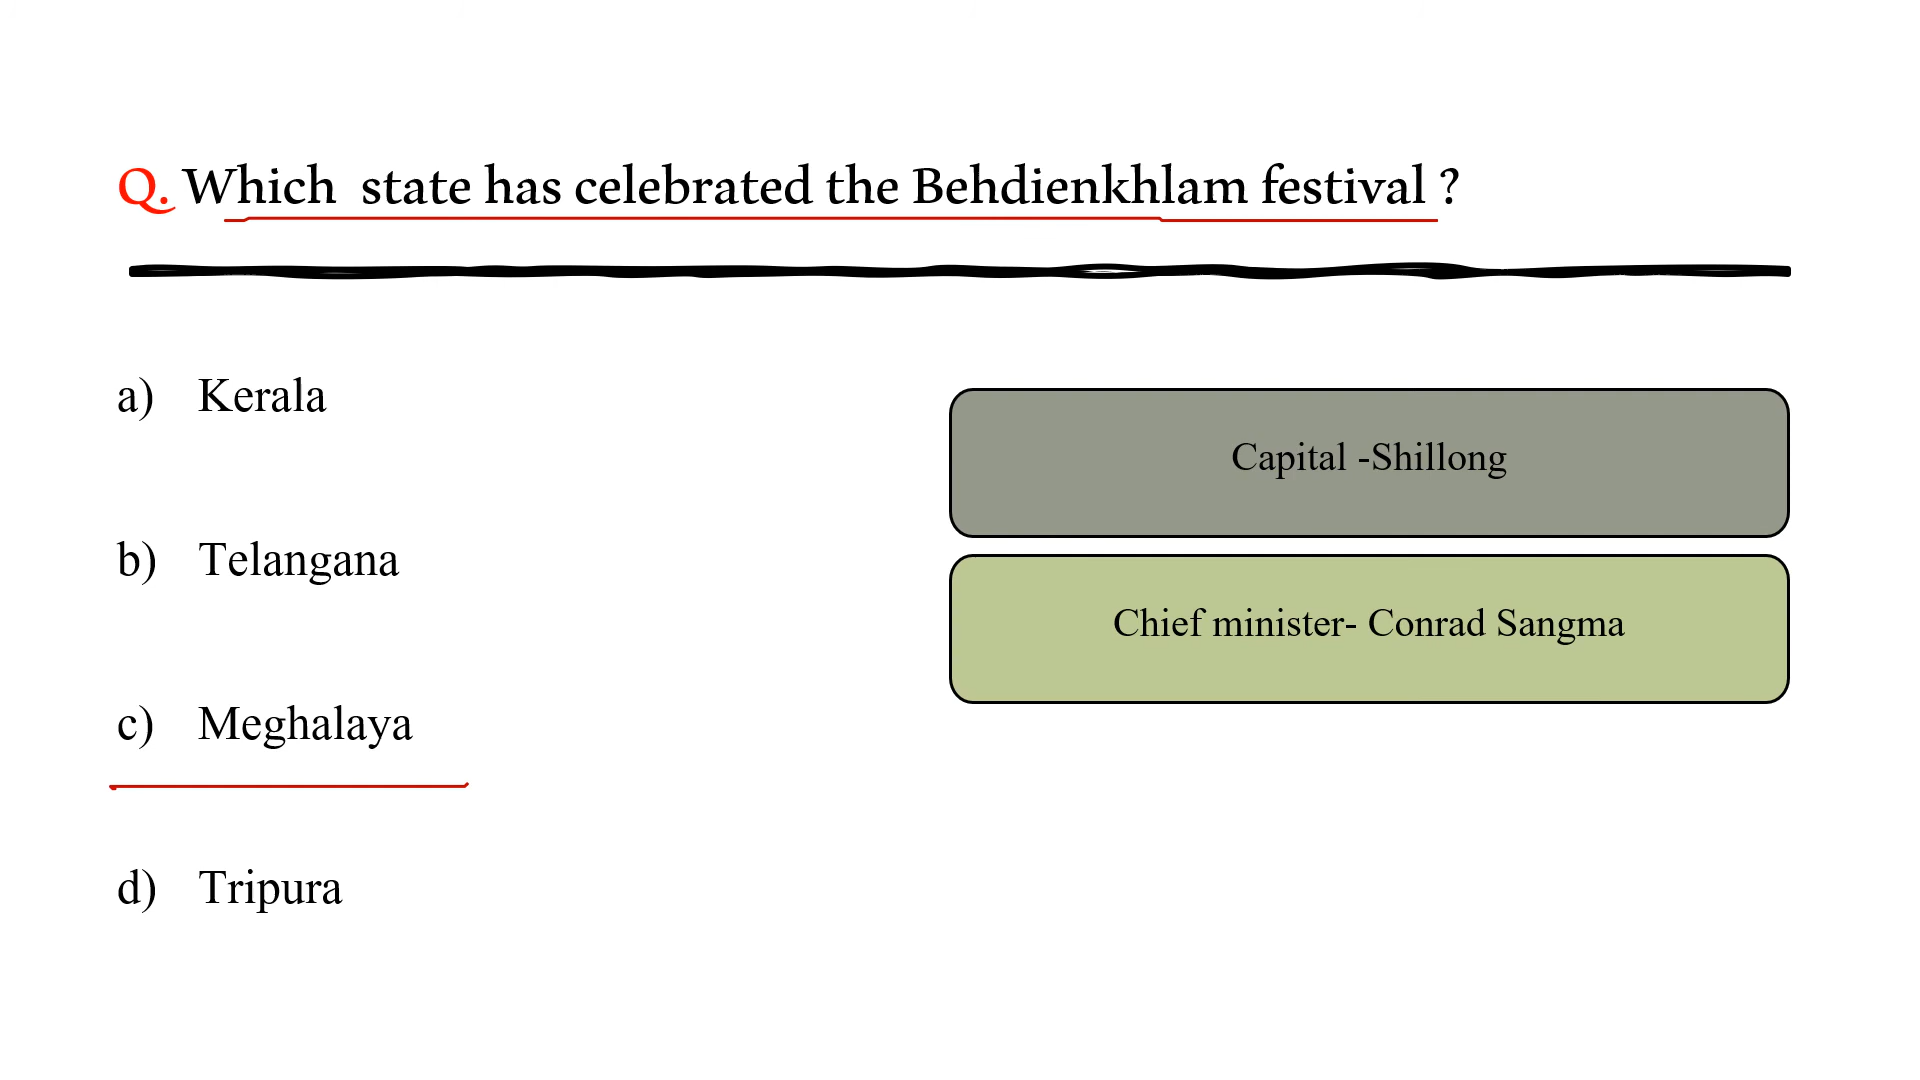 Q. Which state has celebrated the Behdienkhlam festival ?
a) Kerala
b) Telangana
c) Meghalaya
d) Tripura
Capital -Shillong
Chief minister- Conrad Sangma